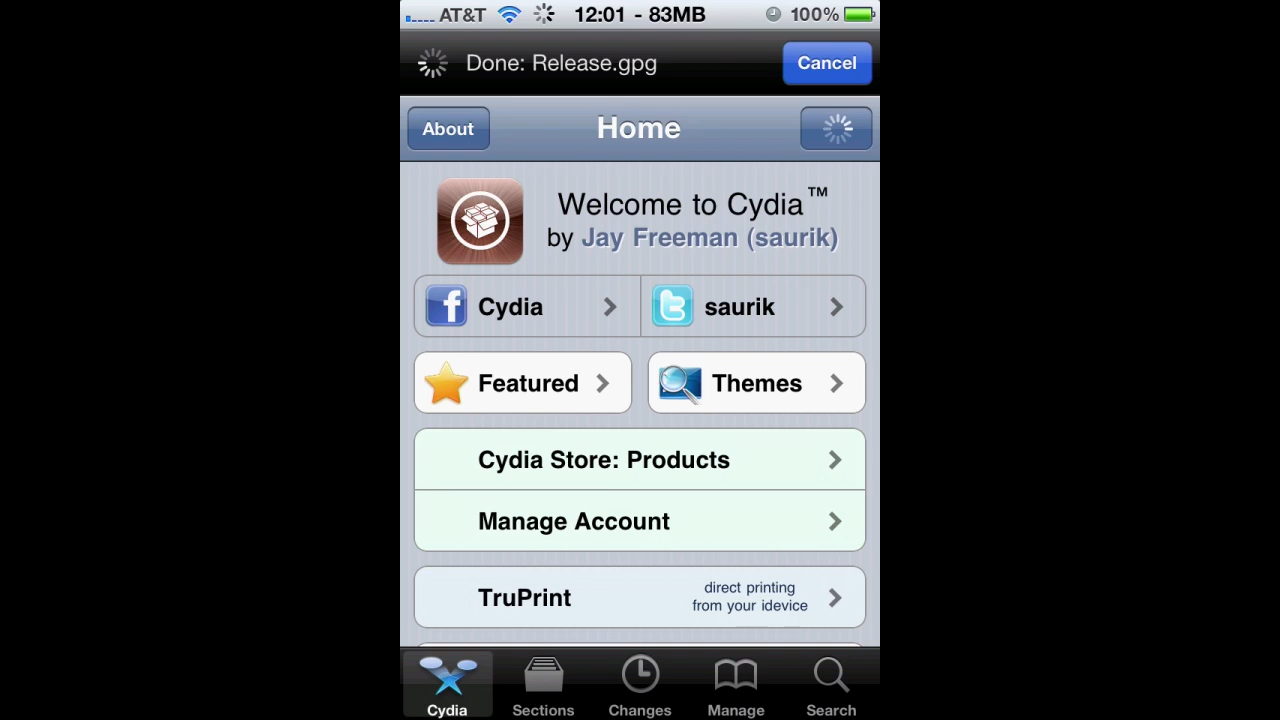 AT&T 12:01 - 83MB 100%
Done: Release.gpg Cancel
About Home
Welcome to Cydia™
by Jay Freeman (saurik)
Cydia saurik
Featured Themes
Cydia Store: Products
Manage Account
TruPrint direct printing
from your idevice
Cydia Sections Changes Manage Search